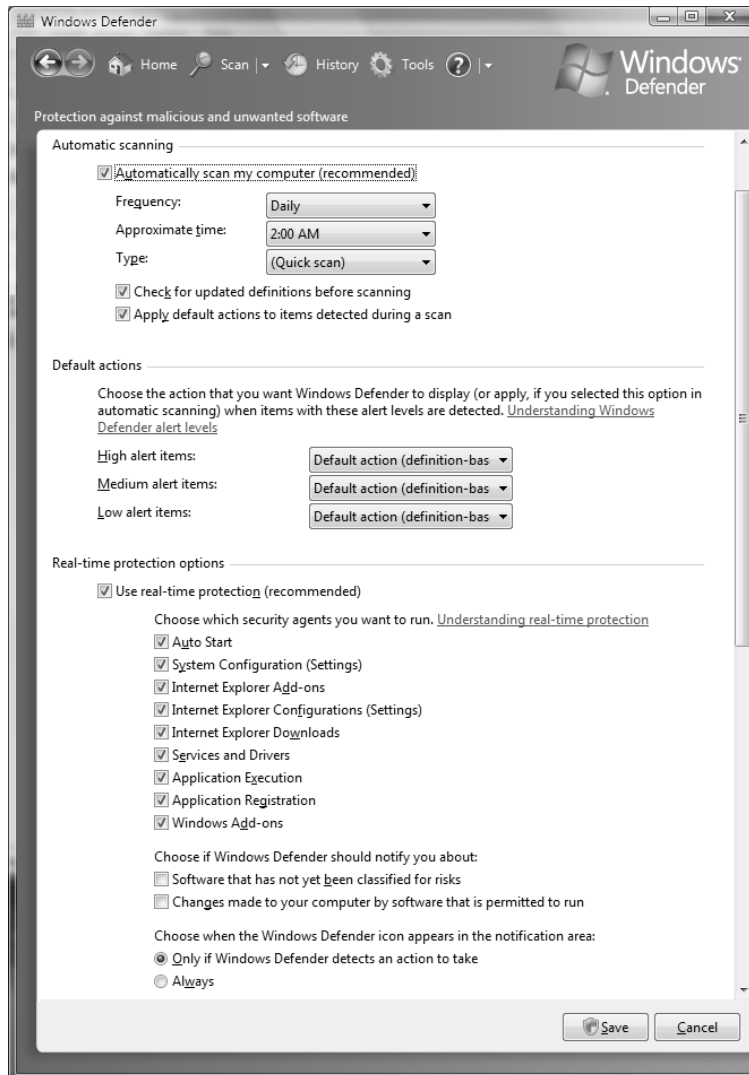 Windows Defender
Home Scan History Tools ?
Windows
Defender
Protection against malicious and unwanted software
Automatic scanning
Automatically scan my computer (recommended)
Frequency: Daily
Approximate time: 2:00 AM
Type: (Quick scan)
Check for updated definitions before scanning
Apply default actions to items detected during a scan
Default actions
Choose the action that you want Windows Defender to display (or apply, if you selected this option in
automatic scanning) when items with these alert levels are detected. Understanding Windows
Defender alert levels
High alert items: Default action (definition-bas
Medium alert items: Default action (definition-bas
Low alert items: Default action (definition-bas
Real-time protection options
Use real-time protection (recommended)
Choose which security agents you want to run. Understanding real-time protection
Auto Start
System Configuration (Settings)
Internet Explorer Add-ons
Internet Explorer Configurations (Settings)
Internet Explorer Downloads
Services and Drivers
Application Execution
Application Registration
Windows Add-ons
Choose if Windows Defender should notify you about:
Software that has not yet been classified for risks
Changes made to your computer by software that is permitted to run
Choose when the Windows Defender icon appears in the notification area:
Only if Windows Defender detects an action to take
Always
Save Cancel